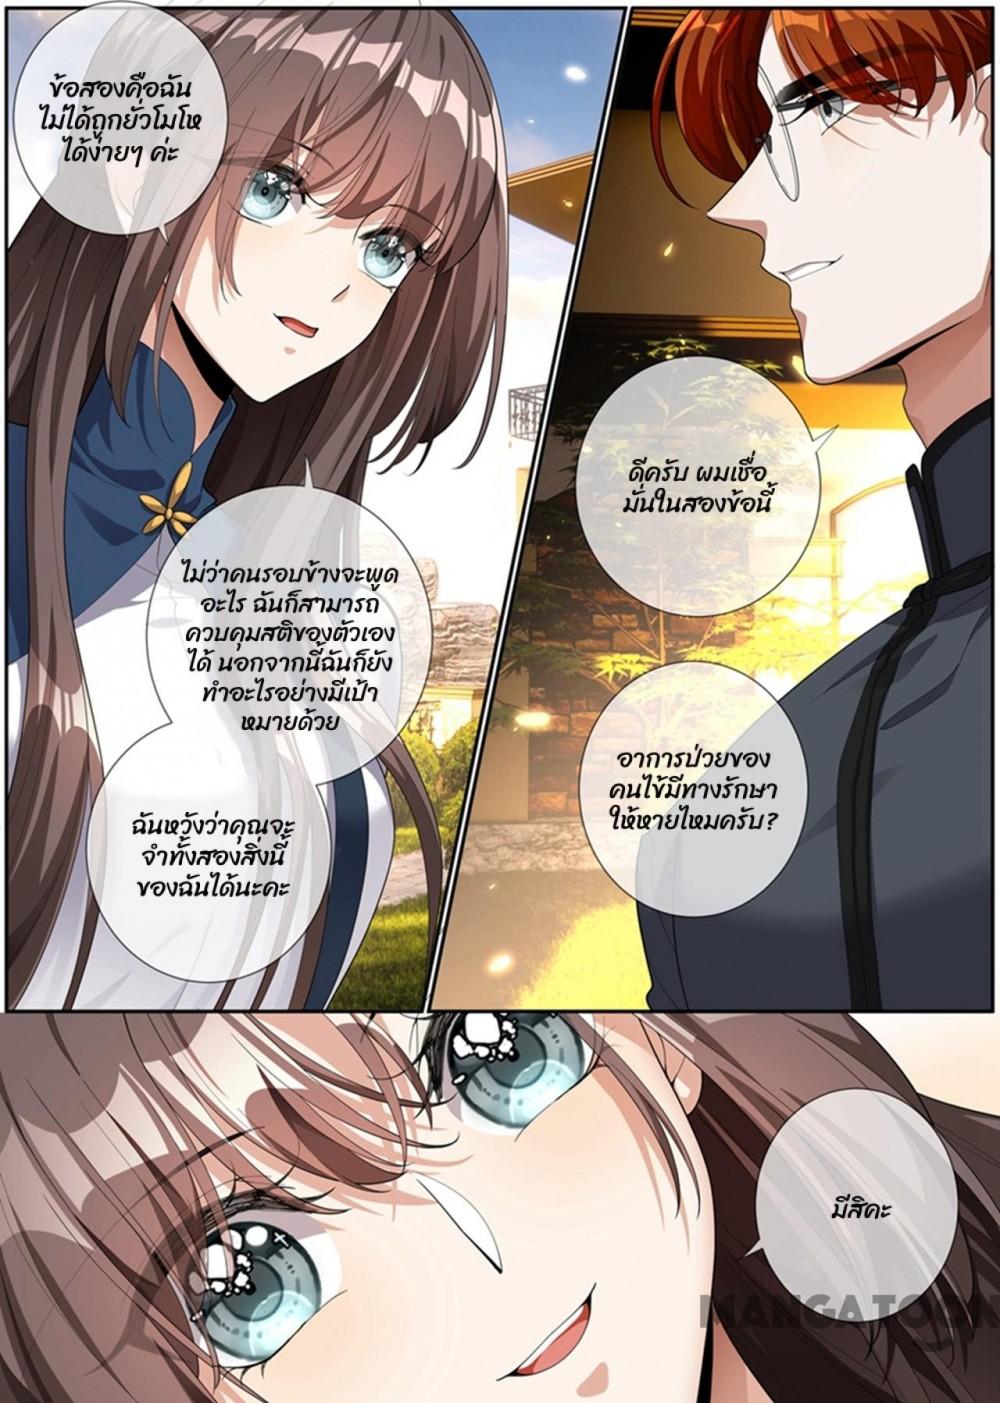 ข้อสองคือฉัน
ไม่ได้ถูกยั่วโมโห
ได้ง่ายๆ ค่ะ
ไม่ว่าคนรอบข้างจะพูด
อะไร ฉันก็สามารถ
ควบคุมสติของตัวเอง
ได้ นอกจากนี้ฉันก็ยัง
ทำอะไรอย่างมีเป้า
หมายด้วย
ฉันหวังว่าคุณจะ
จำทั้งสองสิ่งนี้
ของฉันได้นะคะ
ดีครับ ผมเชื่อ
มั่นในสองข้อนี้
อาการป่วยของ
คนไข้มีทางรักษา
ให้หายไหมครับ?
มีสิคะ
MANGATOON